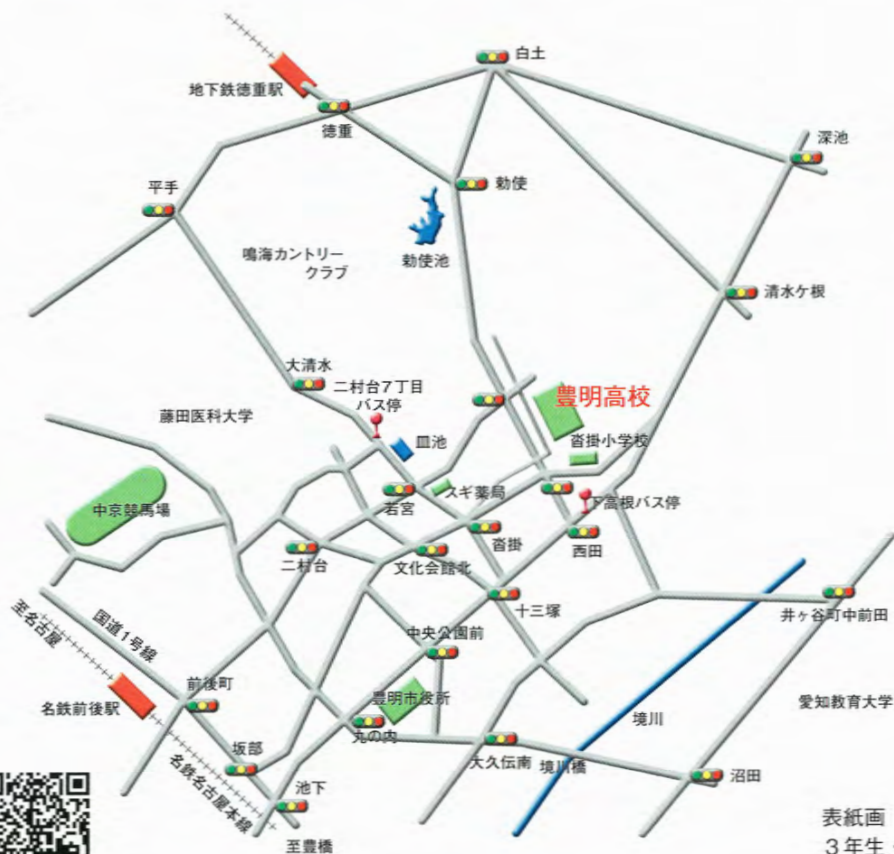 白土
地下鉄徳重駅
徳重
深池
平手
勅使
鳴海カントリー
クラブ
勅使池
清水ケ根
大清水
二村台7丁目
バス停
豊明高校
藤田医科大学
皿池
沓掛小学校
スギ薬局
若宮
下高根バス停
中京競馬場
沓掛
西田
二村台
文化会館北
十三塚
井ヶ谷町中前田
至名古屋
国道1号線
中央公園前
前後町
豊明市役所
名鉄前後駅
愛知教育大学
境川
丸の内
坂部
大久伝南
境川橋
沼田
名鉄名古屋本線
池下
至豊橋
表紙画
3年生